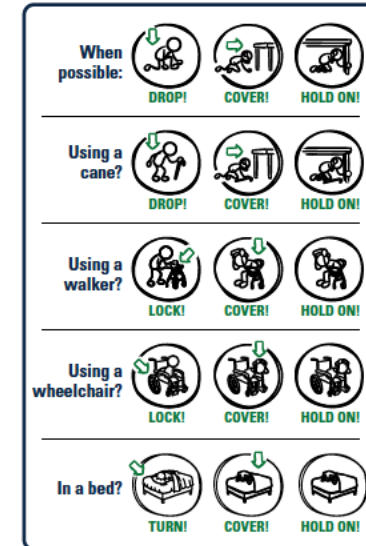 When
possible:
DROP! COVER! HOLD ON!
Using a
cane?
DROP! COVER! HOLD ON!
Using a
walker?
LOCK! COVER! HOLD ON!
Using a
wheelchair?
LOCK! COVER! HOLD ON!
In a bed?
TURN! COVER! HOLD ON!